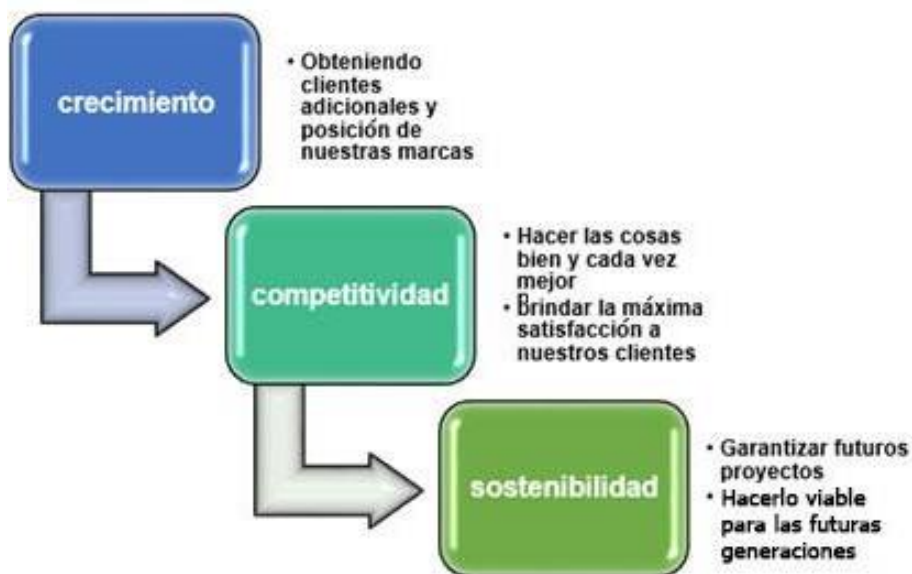 crecimiento
• Obteniendo
clientes
adicionales y
posición de
nuestras marcas
competitividad
• Hacer las cosas
bien y cada vez
mejor
• Brindar la máxima
satisfacción a
nuestros clientes
sostenibilidad
• Garantizar futuros
proyectos
• Hacerlo viable
para las futuras
generaciones